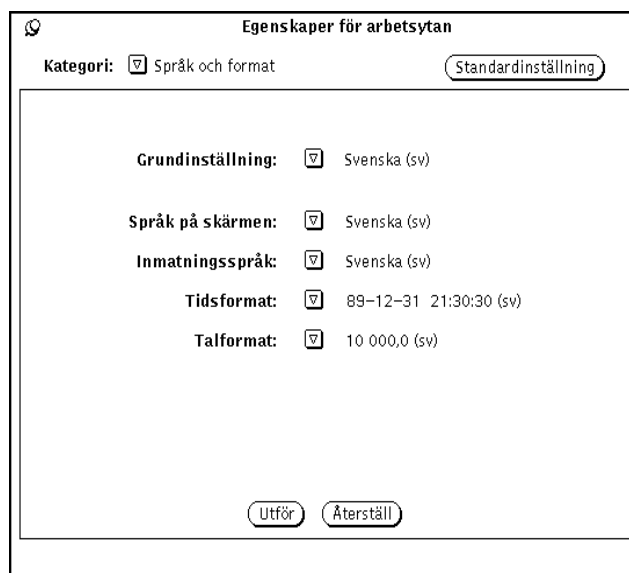 Egenskaper för arbetsytan
Kategori: Språk och format Standardinställning
Grundinställning: Svenska (sv)
Språk på skärmen: Svenska (sv)
Inmatningsspråk: Svenska (sv)
Tidsformat: 89-12-31 21:30:30 (sv)
Talformat: 10 000,0 (sv)
Utför Återställ